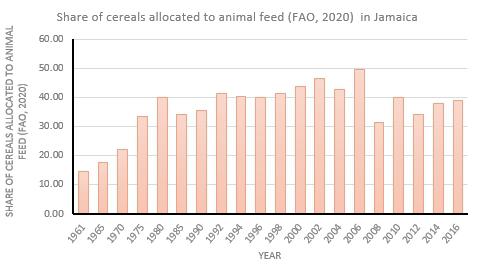 Share of cereals allocated to animal feed (FAO, 2020)  in Jamaica
SHARE OF CEREALS ALLOCATED TO ANIMAL
FEED (FAO, 2020)
60.00
50.00
40.00
30.00
20.00
10.00
0.00
1961 1965 1970 1975 1980 1985 1990 1992 1994 1996 1998 2000 2002 2004 2006 2008 2010 2012 2014 2016
YEAR